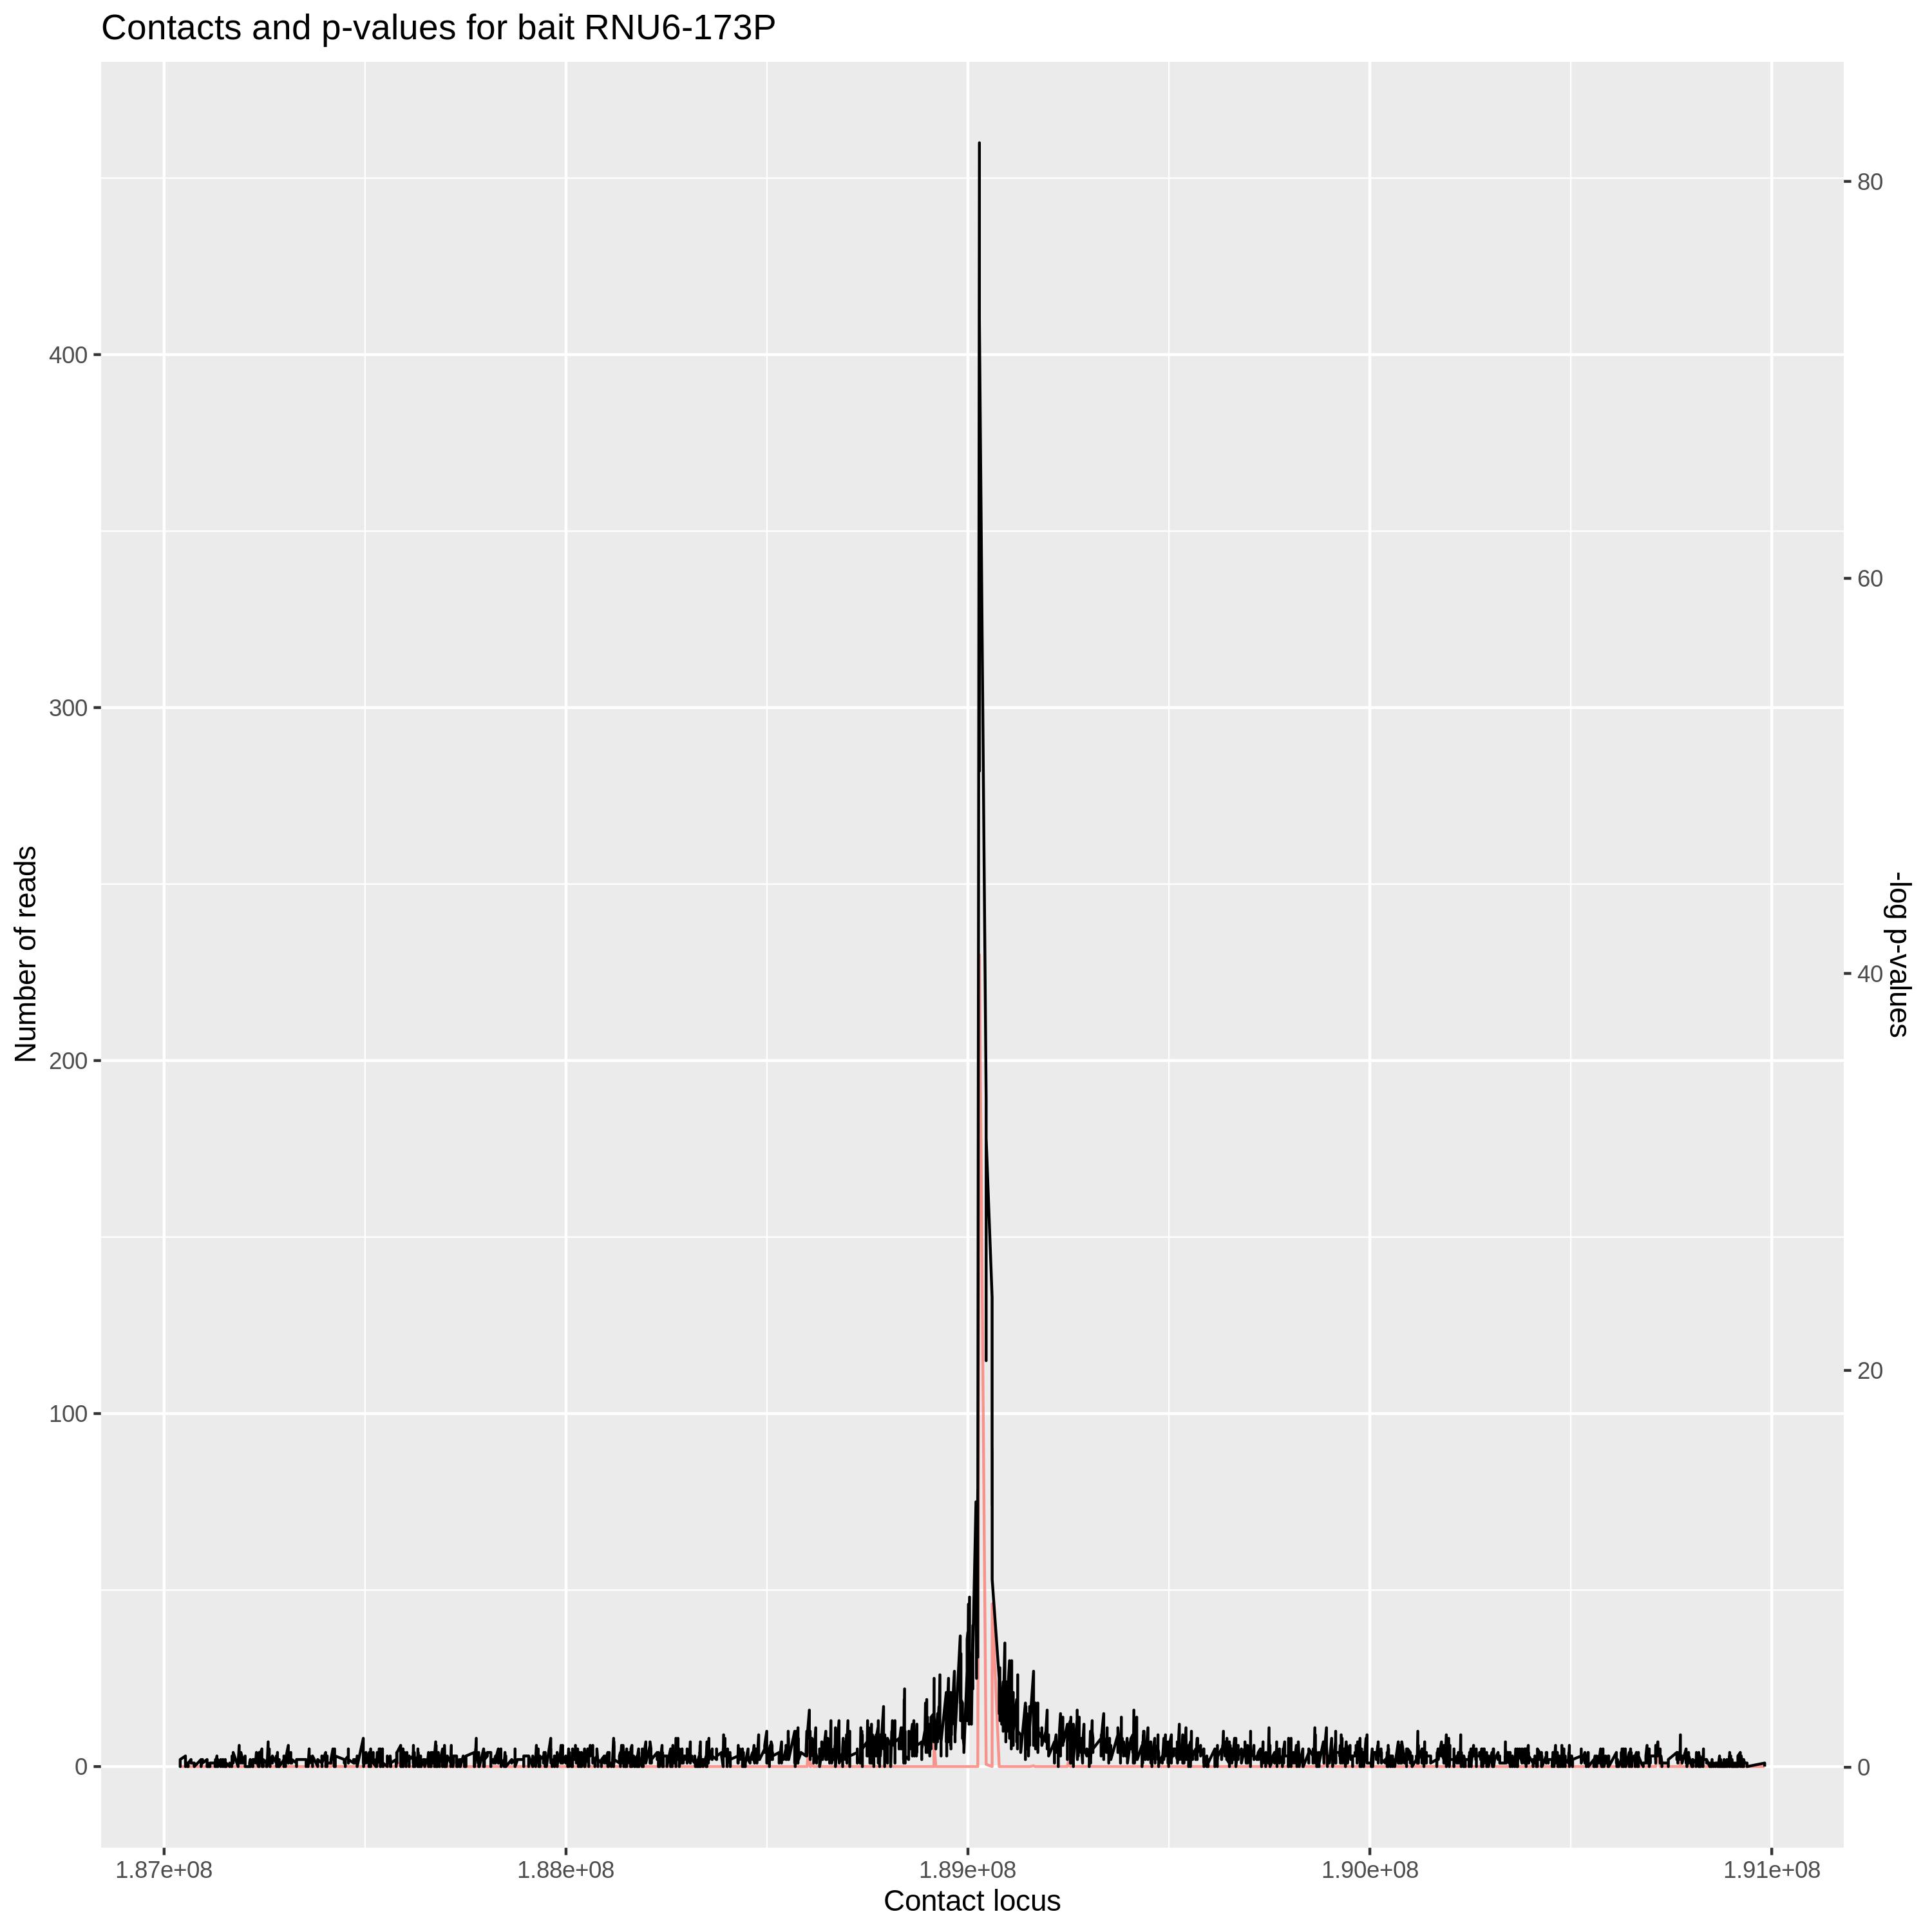 Contacts and p-values for bait RNU6-173P
Number of reads
400
300
200
100
0
80
60
40
20
0
-log p-values
1.87e+08 1.88e+08 1.89e+08 1.90e+08 1.91e+08
Contact locus